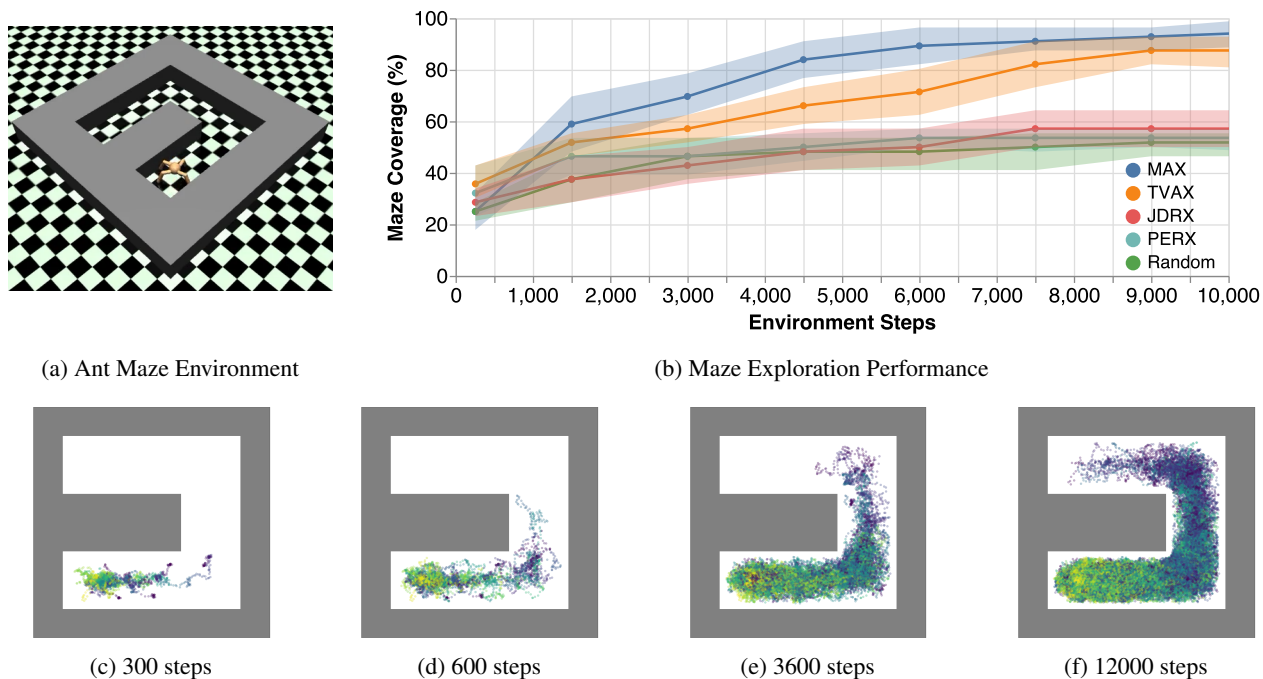 100
80
60
40
20
0
Maze Coverage (%)
MAX
TVAX
JDRX
PERX
Random
0 1,000 2,000 3,000 4,000 5,000 6,000 7,000 8,000 9,000 10,000
Environment Steps
(a) Ant Maze Environment
(b) Maze Exploration Performance
(c) 300 steps
(d) 600 steps
(e) 3600 steps
(f) 12000 steps